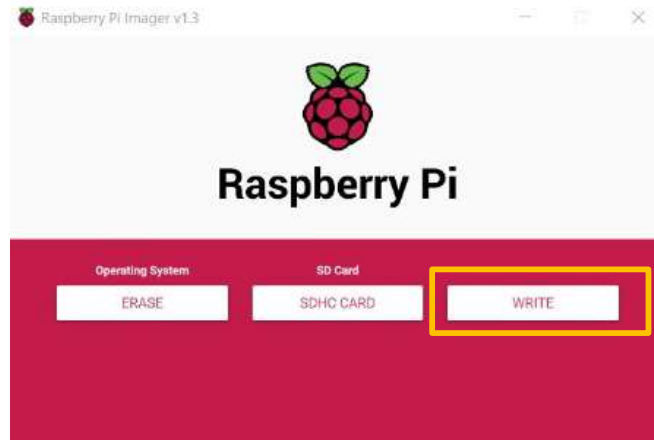 Raspberry Pi Imager v1.3
Raspberry Pi
Operating System
SD Card
ERASE
SDHC CARD
WRITE